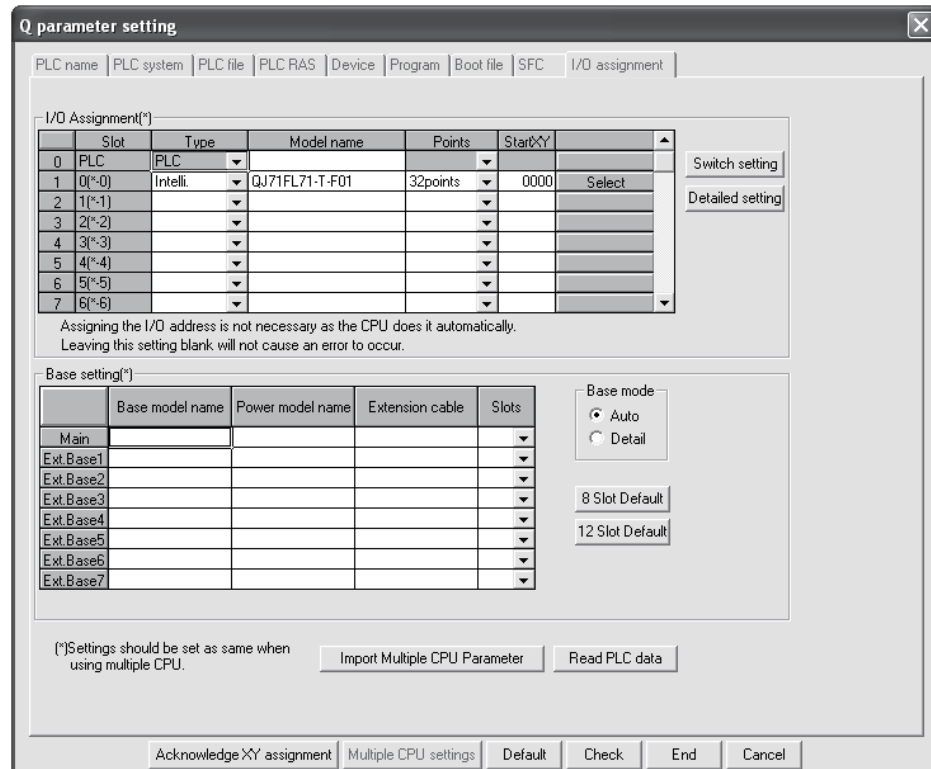 Q parameter setting
PLC name PLC system PLC file PLC RAS Device Program Boot file SFC I/O assignment
I/O Assignment(*)
Slot Type Model name Points StartXY
0 PLC PLC
1 0(*-0) Intelli. QJ71FL71-T-F01 32points 0000 Select
2 1(*-1)
3 2(*-2)
4 3(*-3)
5 4(*-4)
6 5(*-5)
7 6(*-6)
Switch setting
Detailed setting
Assigning the I/O address is not necessary as the CPU does it automatically.
Leaving this setting blank will not cause an error to occur.
Base setting(*)
Base model name Power model name Extension cable Slots
Main
Ext.Base1
Ext.Base2
Ext.Base3
Ext.Base4
Ext.Base5
Ext.Base6
Ext.Base7
Base mode
Auto
Detail
8 Slot Default
12 Slot Default
(*)Settings should be set as same when
using multiple CPU.
Import Multiple CPU Parameter Read PLC data
Acknowledge XY assignment Multiple CPU settings Default Check End Cancel